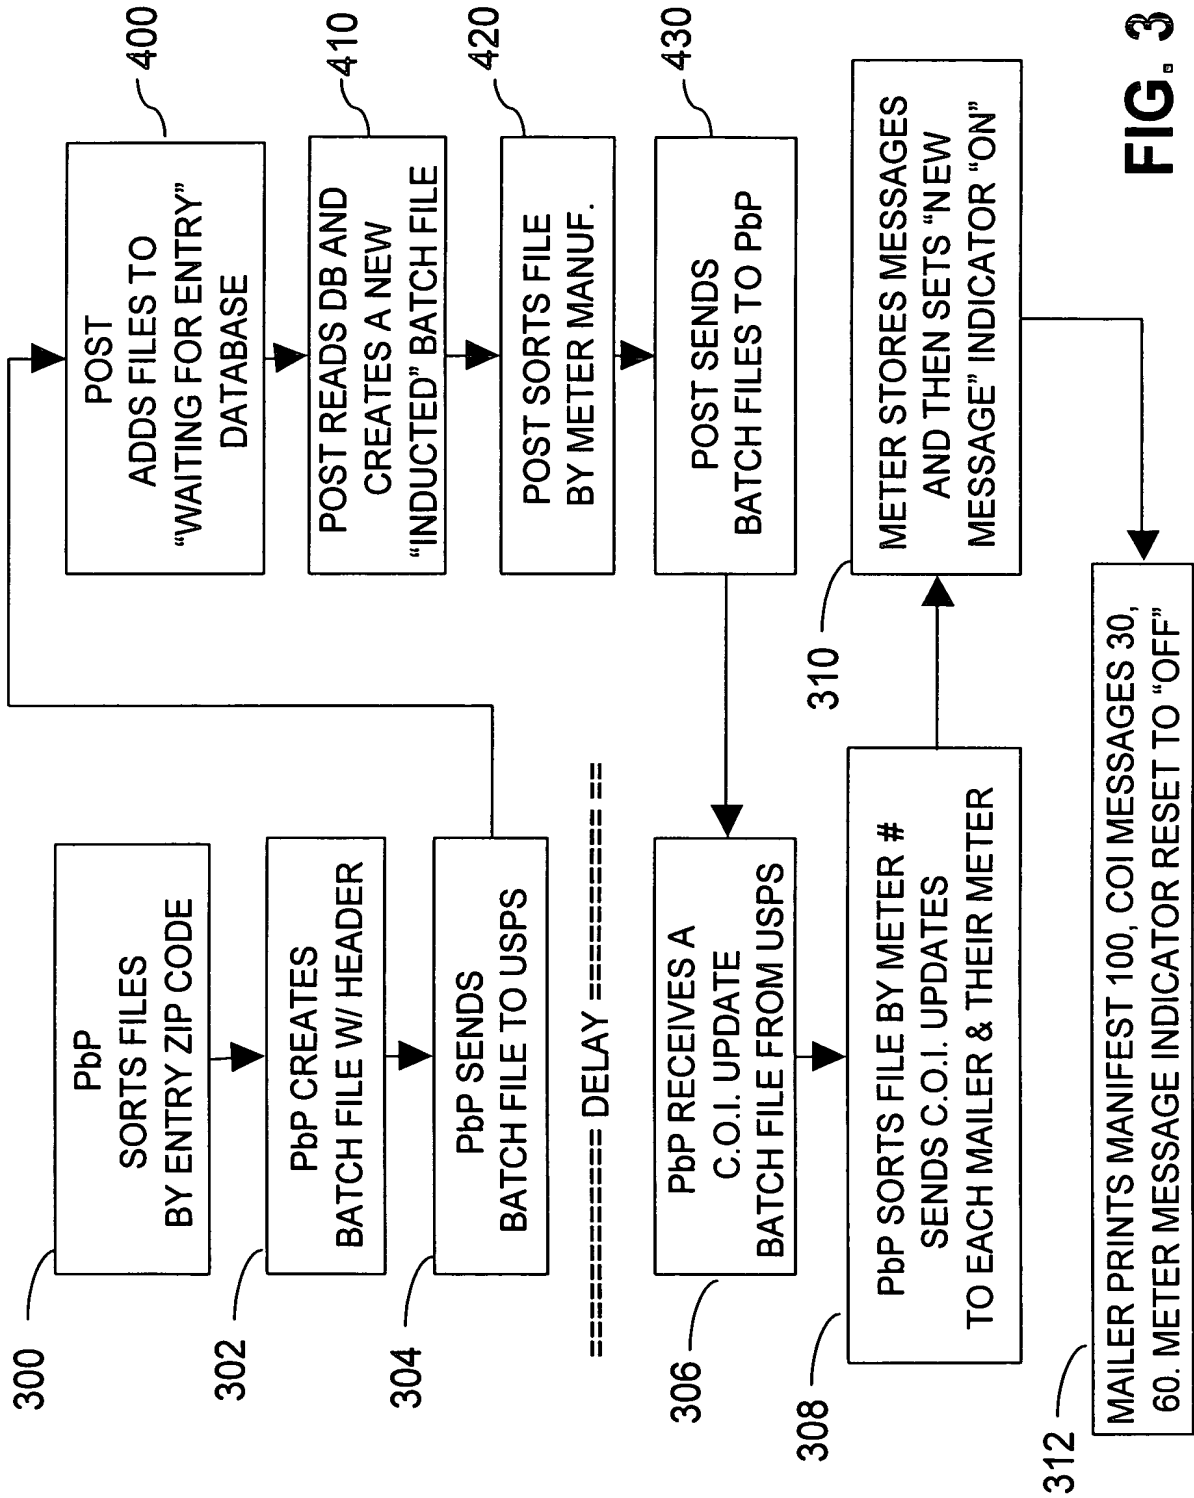 300
PbP
SORTS FILES
BY ENTRY ZIP CODE
302
PbP CREATES
BATCH FILE W/ HEADER
304
PbP SENDS
BATCH FILE TO USPS
====== DELAY ======
400
POST
ADDS FILES TO
“WAITING FOR ENTRY”
DATABASE
410
POST READS DB AND
CREATES A NEW
“INDUCTED” BATCH FILE
420
POST SORTS FILE
BY METER MANUF.
430
POST SENDS
BATCH FILES TO PbP
306
PbP RECEIVES A
C.O.I. UPDATE
BATCH FILE FROM USPS
308
PbP SORTS FILE BY METER #
SENDS C.O.I. UPDATES
TO EACH MAILER & THEIR METER
310
METER STORES MESSAGES
AND THEN SETS “NEW
MESSAGE” INDICATOR “ON”
312
MAILER PRINTS MANIFEST 100, COI MESSAGES 30,
60. METER MESSAGE INDICATOR RESET TO “OFF”
FIG. 3